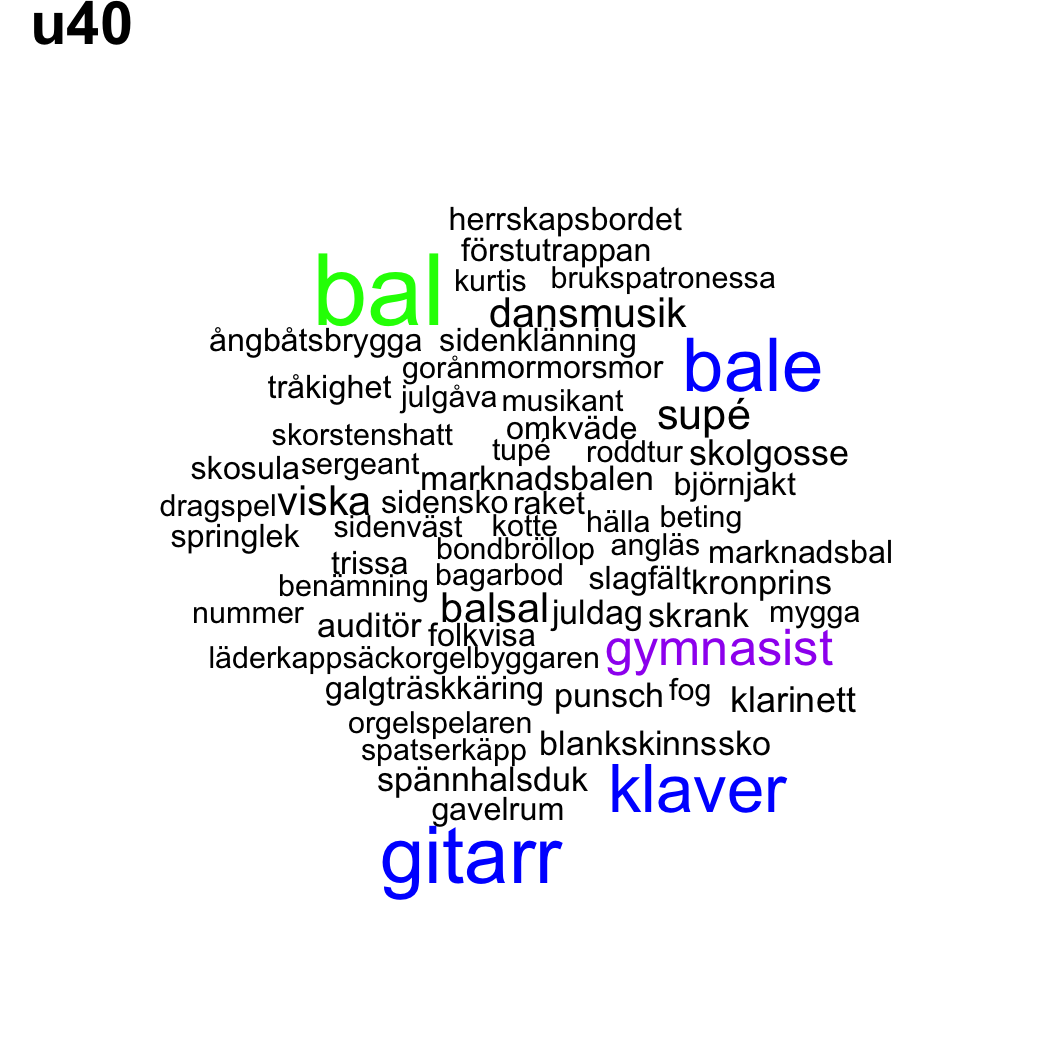 u40
herrskapsbordet
förstutrappan
bal kurtis brukspatronessa
dansmusik
ångbåtsbrygga sidenklänning
gorånmormorsmor bale
tråkighet julgåva musikant
supé
skorstenshatt omkväde
tupé roddtur skolgosse
skosula sergeant marknadsbalen björnjakt
dragspel viska sidensko raket
sidenväst kotte hälla beting
springlek bondbröllop angläs marknadsbal
trissa
benämning bagarbod slagfält kronprins
nummer balsal juldag skrank mygga
auditör folkvisa
läderkappsäck orgelbyggaren gymnasist
galgträskkäring punsch fog klarinett
orgelspelaren
spatserkäpp blankskinnssko
spännhalsduk klaver
gavelrum
gitarr